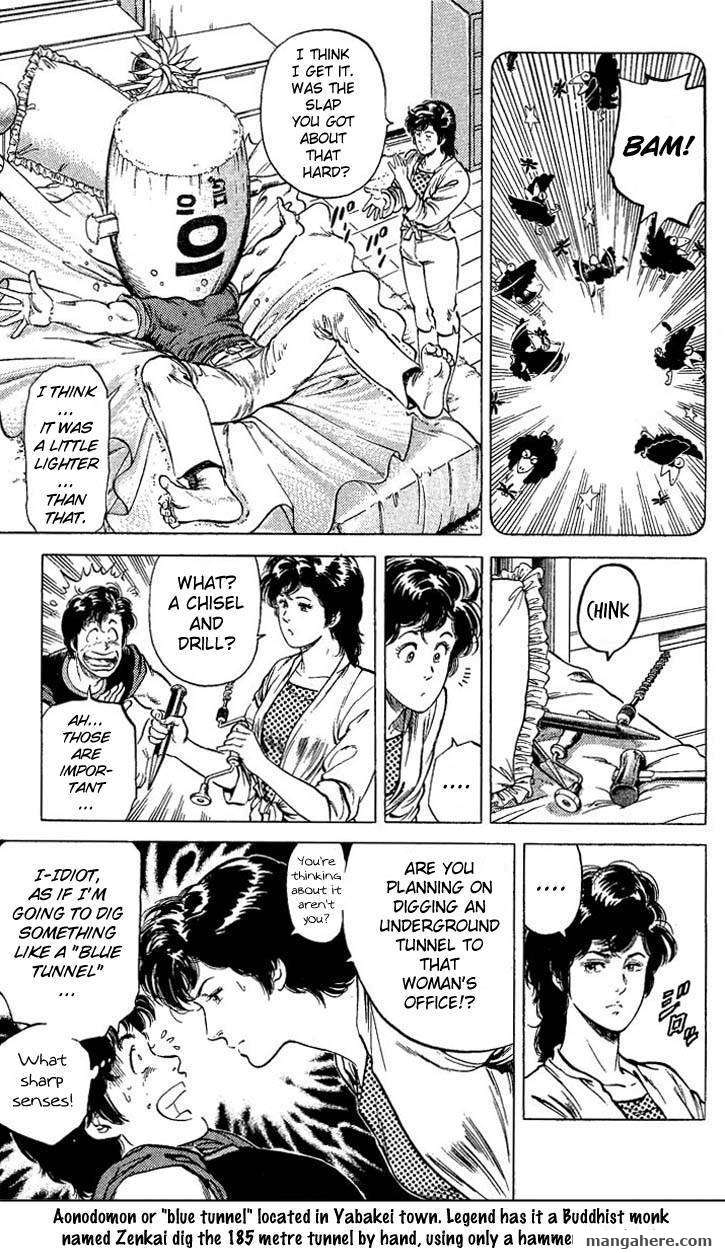 BAM!
I THINK
I GET IT.
WAS THE
SLAP
YOU GOT
ABOUT
THAT
HARD?
I THINK
...
IT WAS
A LITTLE
LIGHTER
...
THAN
THAT.
CHINK
....
WHAT?
A CHISEL
AND
DRILL?
AH...
THOSE
ARE
IMPOR-
TANT
...
....
ジロッ
ARE YOU
PLANNING ON
DIGGING AN
UNDERGROUND
TUNNEL TO
THAT
WOMAN'S
OFFICE!?
You're
thinking
about it
aren't
you?
I-IDIOT,
AS IF I'M
GOING TO DIG
SOMETHING
LIKE A "BLUE
TUNNEL"
...
What
sharp
senses!
Aonodomon or "blue tunnel" located in Yabakei town. Legend has it a Buddhist monk
named Zenkai dig the 185 metre tunnel by hand, using only a hamme
mangahere.com